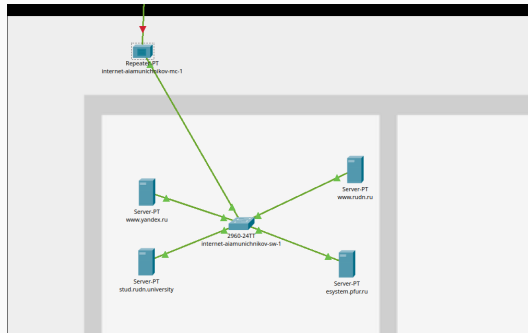 Repeater-PT
internet-aiamunichnikov-mc-1
Server-PT
www.rudn.ru
Server-PT
www.yandex.ru
2960-24TT
internet-aiamunichnikov-sw-1
Server-PT
stud.rudn.university
Server-PT
esystem.pfur.ru